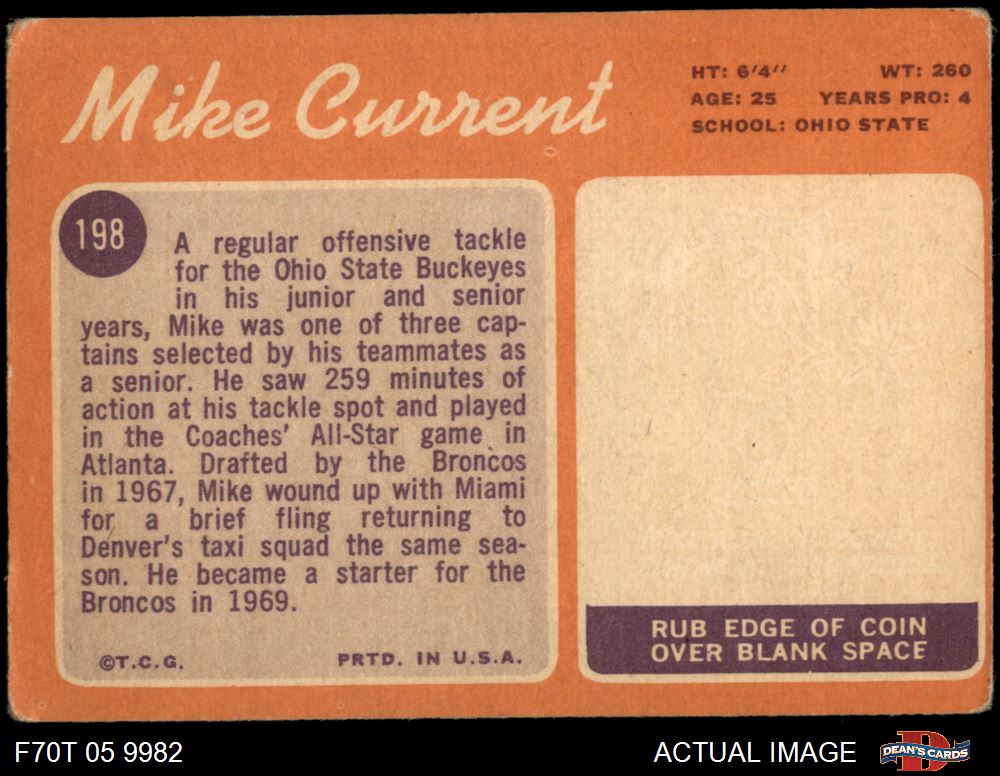 Mike Current
HT: 6'4" WT: 260
AGE: 25 YEARS PRO: 4
SCHOOL: OHIO STATE
198
A regular offensive tackle
for the Ohio State Buckeyes
in his junior and senior
years, Mike was one of three cap-
tains selected by his teammates as
a senior. He saw 259 minutes of
action at his tackle spot and played
in the Coaches' All-Star game in
Atlanta. Drafted by the Broncos
in 1967, Mike wound up with Miami
for a brief fling returning to
Denver's taxi squad the same sea-
son. He became a starter for the
Broncos in 1969.
©T.C.G. PRTD. IN U.S.A.
RUB EDGE OF COIN
OVER BLANK SPACE
F70T 05 9982 ACTUAL IMAGE
DEAN'S CARDS